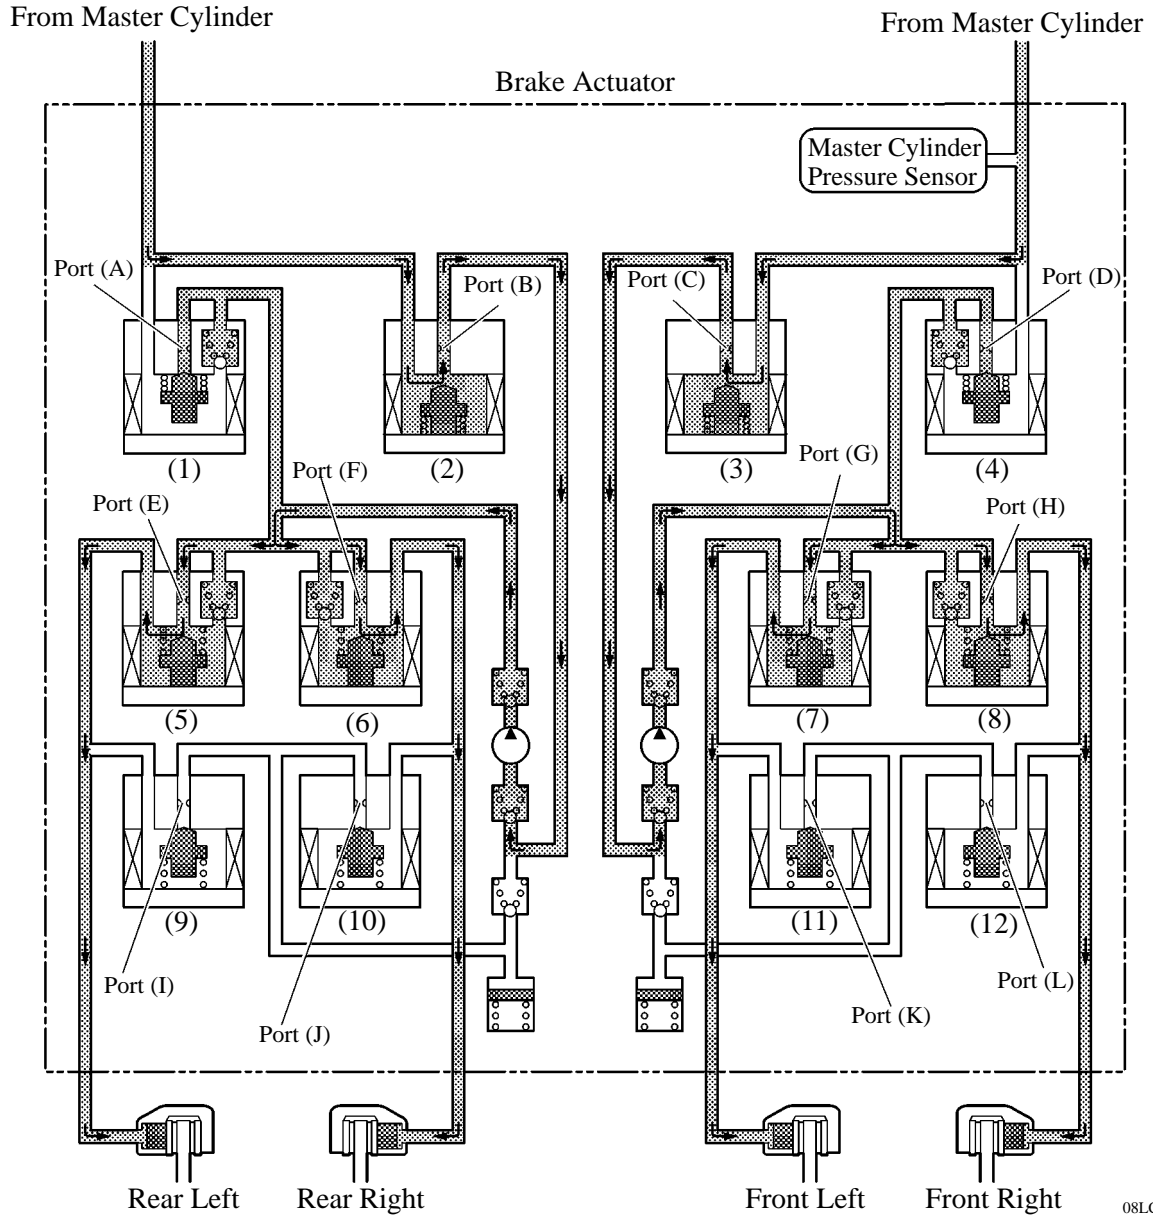 From Master Cylinder
From Master Cylinder
Brake Actuator
Master Cylinder
Pressure Sensor
Port (A)
Port (B)
Port (C)
Port (D)
(1)
(2)
(3)
(4)
Port (E)
Port (F)
Port (G)
Port (H)
(5)
(6)
(7)
(8)
(9)
(10)
(11)
(12)
Port (I)
Port (J)
Port (K)
Port (L)
Rear Left
Rear Right
Front Left
Front Right